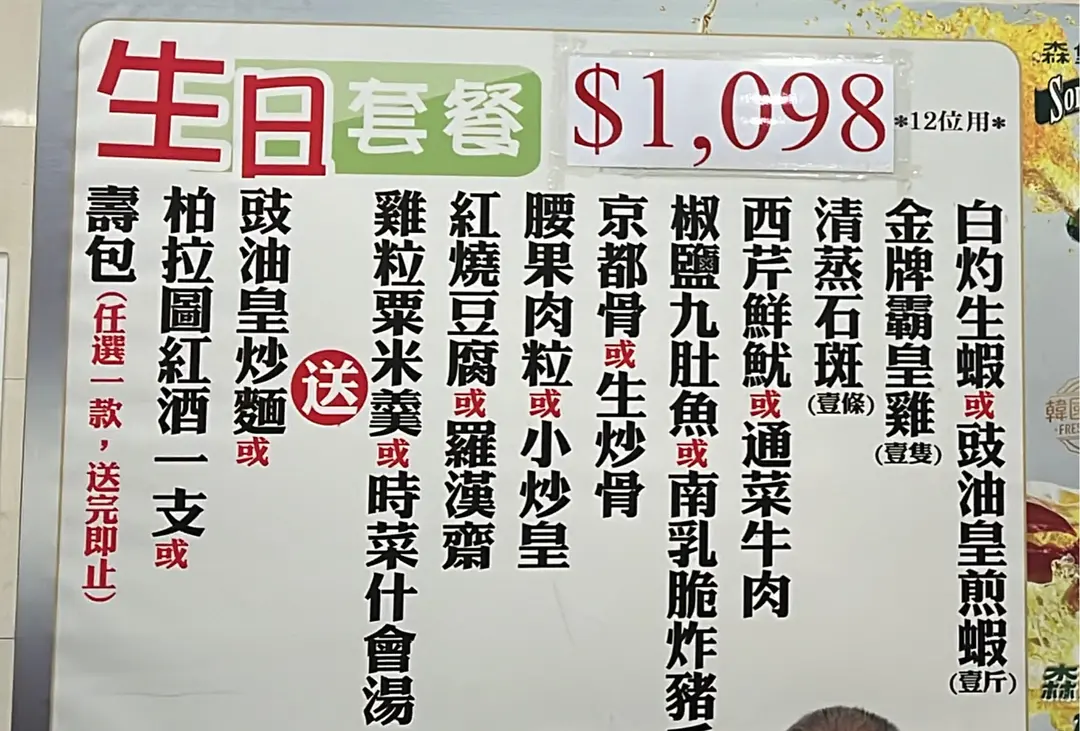 生日套餐 $1,098 *12位用*
白灼生蝦或豉油皇煎蝦(壹斤)
金牌霸皇雞(壹隻)
清蒸石斑(壹條)
西芹鮮魷或通菜牛肉
椒鹽九肚魚或南乳脆炸豬
京都骨或生炒骨
腰果肉粒或小炒皇
紅燒豆腐或羅漢齋
雞粒粟米羹或時菜什會湯
送
豉油皇炒麵或
柏拉圖紅酒一支或
壽包(任選一款，送完即止)
森
韓國
FRES
森